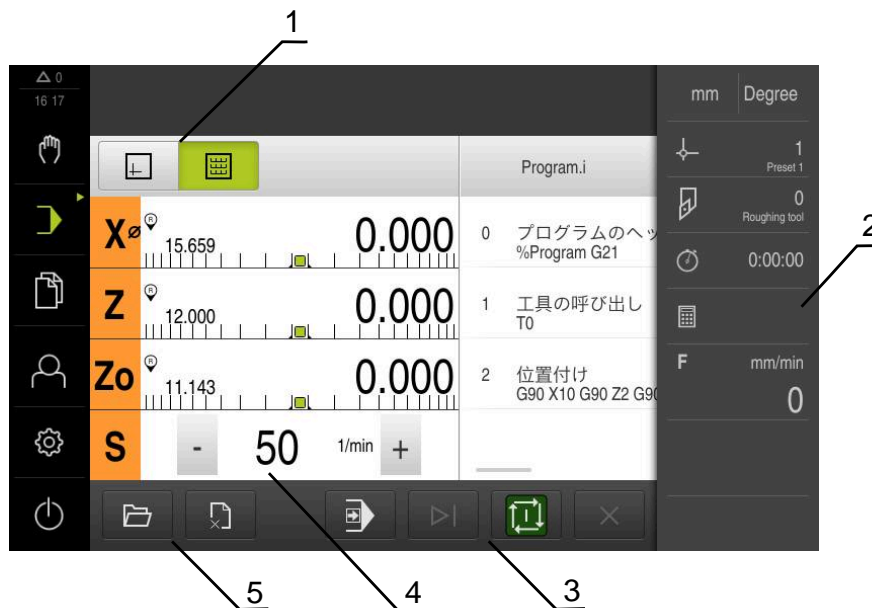 1
△ 0
16 17
mm Degree
Program.i
1
Preset 1
X⌀ R 15.659 0.000
0 プログラムのヘッ
%Program G21
0
Roughing tool
2
0:00:00
Z R 12.000 0.000
1 工具の呼び出し
T0
Zo R 11.143 0.000
2 位置付け
G90 X10 G90 Z2 G90
F mm/min
0
S - 50 1/min +
5 4 3